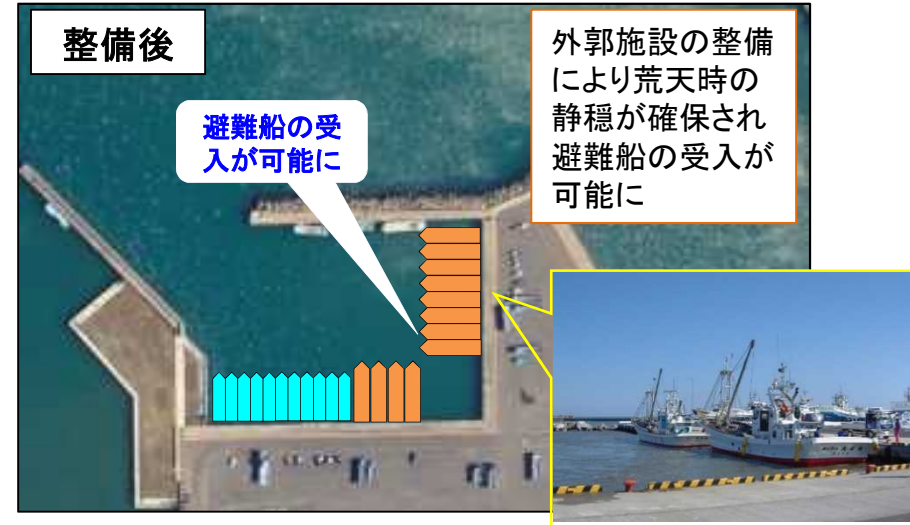 整備後
避難船の受
入が可能に
外郭施設の整備
により荒天時の
静穏が確保され
避難船の受入が
可能に